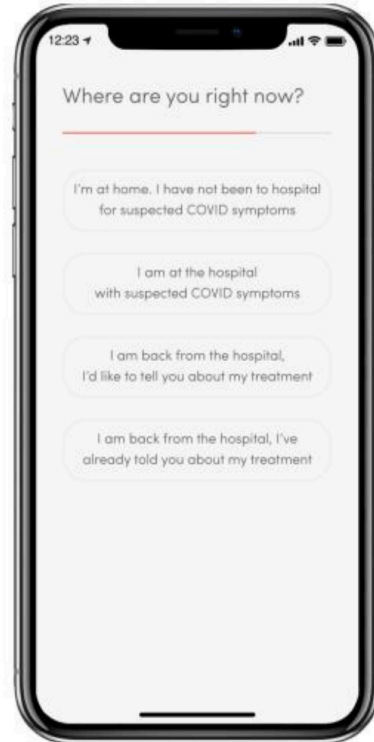 12:23
Where are you right now?
I'm at home. I have not been to hospital
for suspected COVID symptoms
I am at the hospital
with suspected COVID symptoms
I am back from the hospital,
I'd like to tell you about my treatment
I am back from the hospital, I've
already told you about my treatment